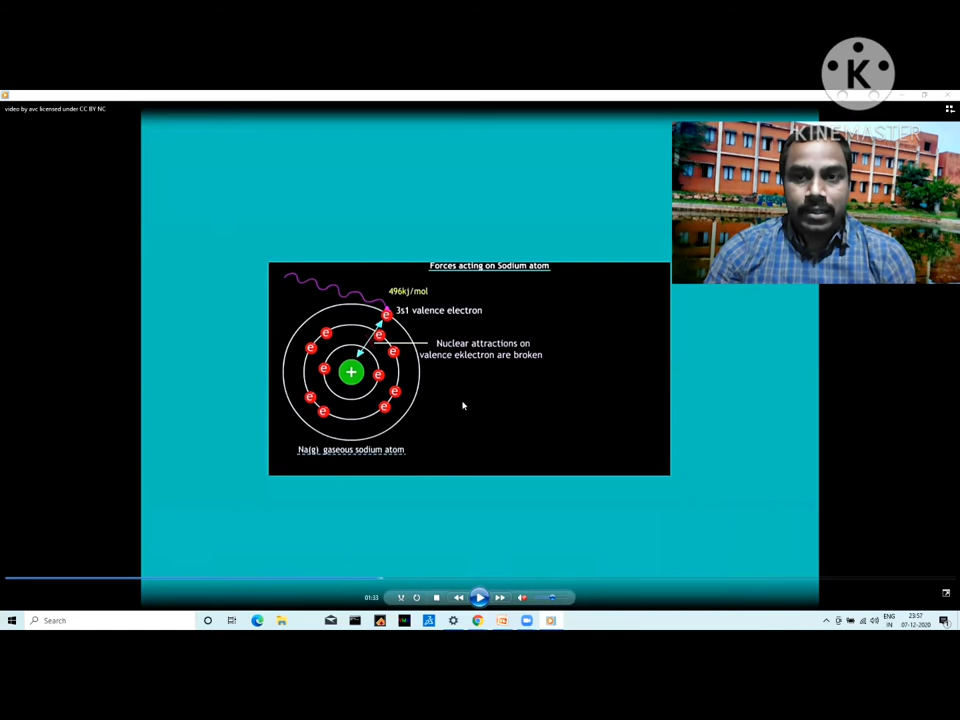 K
KINEMASTER
video by avc licensed under CC BY NC
Forces acting on Sodium atom
496kj/mol
e
3s1 valence electron
e
e
Nuclear attractions on
e
e
valence eklectron are broken
e
+
e
e
e
e
e
Na(g) gaseous sodium atom
01:33
Search
ENG
IN
23:57
07-12-2020